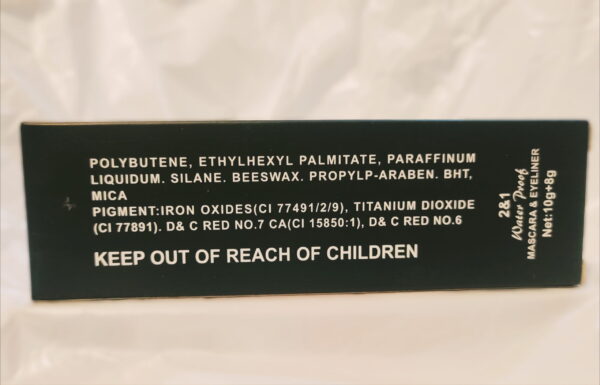 POLYBUTENE, ETHYLHEXYL PALMITATE, PARAFFINUM
LIQUIDUM. SILANE. BEESWAX. PROPYLP-ARABEN. BHT,
MICA
PIGMENT:IRON OXIDES(CI 77491/2/9), TITANIUM DIOXIDE
(CI 77891). D& C RED NO.7 CA(CI 15850:1), D& C RED NO.6
KEEP OUT OF REACH OF CHILDREN
2&1
Water Proof
MASCARA & EYELINER
Net:10g+8g